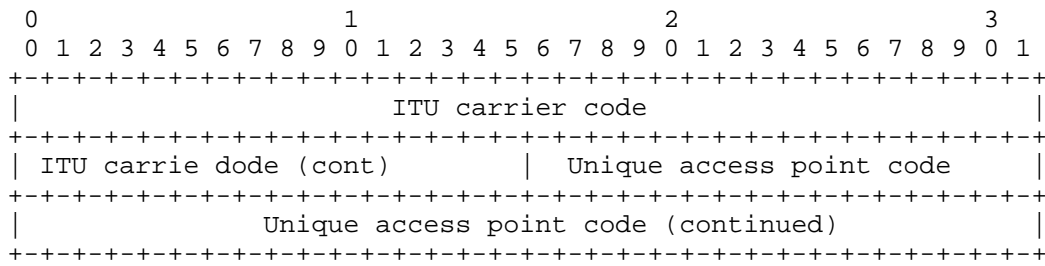 0                   1                   2                   3
0 1 2 3 4 5 6 7 8 9 0 1 2 3 4 5 6 7 8 9 0 1 2 3 4 5 6 7 8 9 0 1
+-+-+-+-+-+-+-+-+-+-+-+-+-+-+-+-+-+-+-+-+-+-+-+-+-+-+-+-+-+-+-+-+
|                       ITU carrier code                        |
+-+-+-+-+-+-+-+-+-+-+-+-+-+-+-+-+-+-+-+-+-+-+-+-+-+-+-+-+-+-+-+-+
| ITU carrie dode (cont)        |  Unique access point code     |
+-+-+-+-+-+-+-+-+-+-+-+-+-+-+-+-+-+-+-+-+-+-+-+-+-+-+-+-+-+-+-+-+
|               Unique access point code (continued)            |
+-+-+-+-+-+-+-+-+-+-+-+-+-+-+-+-+-+-+-+-+-+-+-+-+-+-+-+-+-+-+-+-+